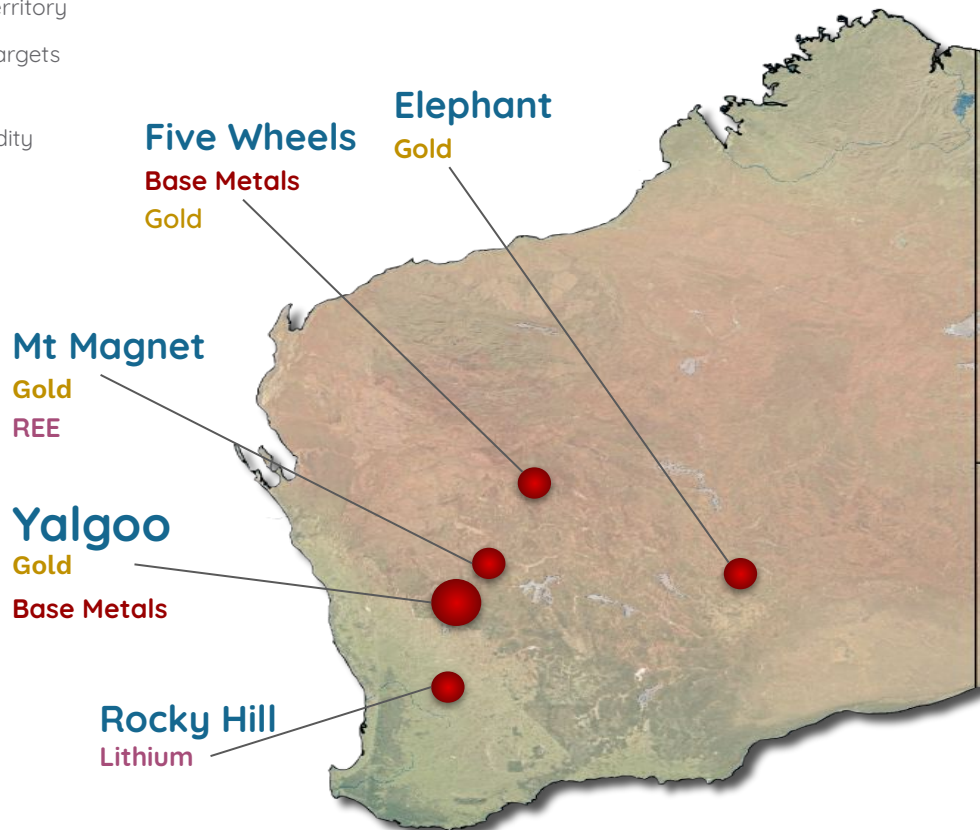 Elephant
Gold
Five Wheels
Base Metals
Gold
Mt Magnet
Gold
REE
Yalgoo
Gold
Base Metals
Rocky Hill
Lithium